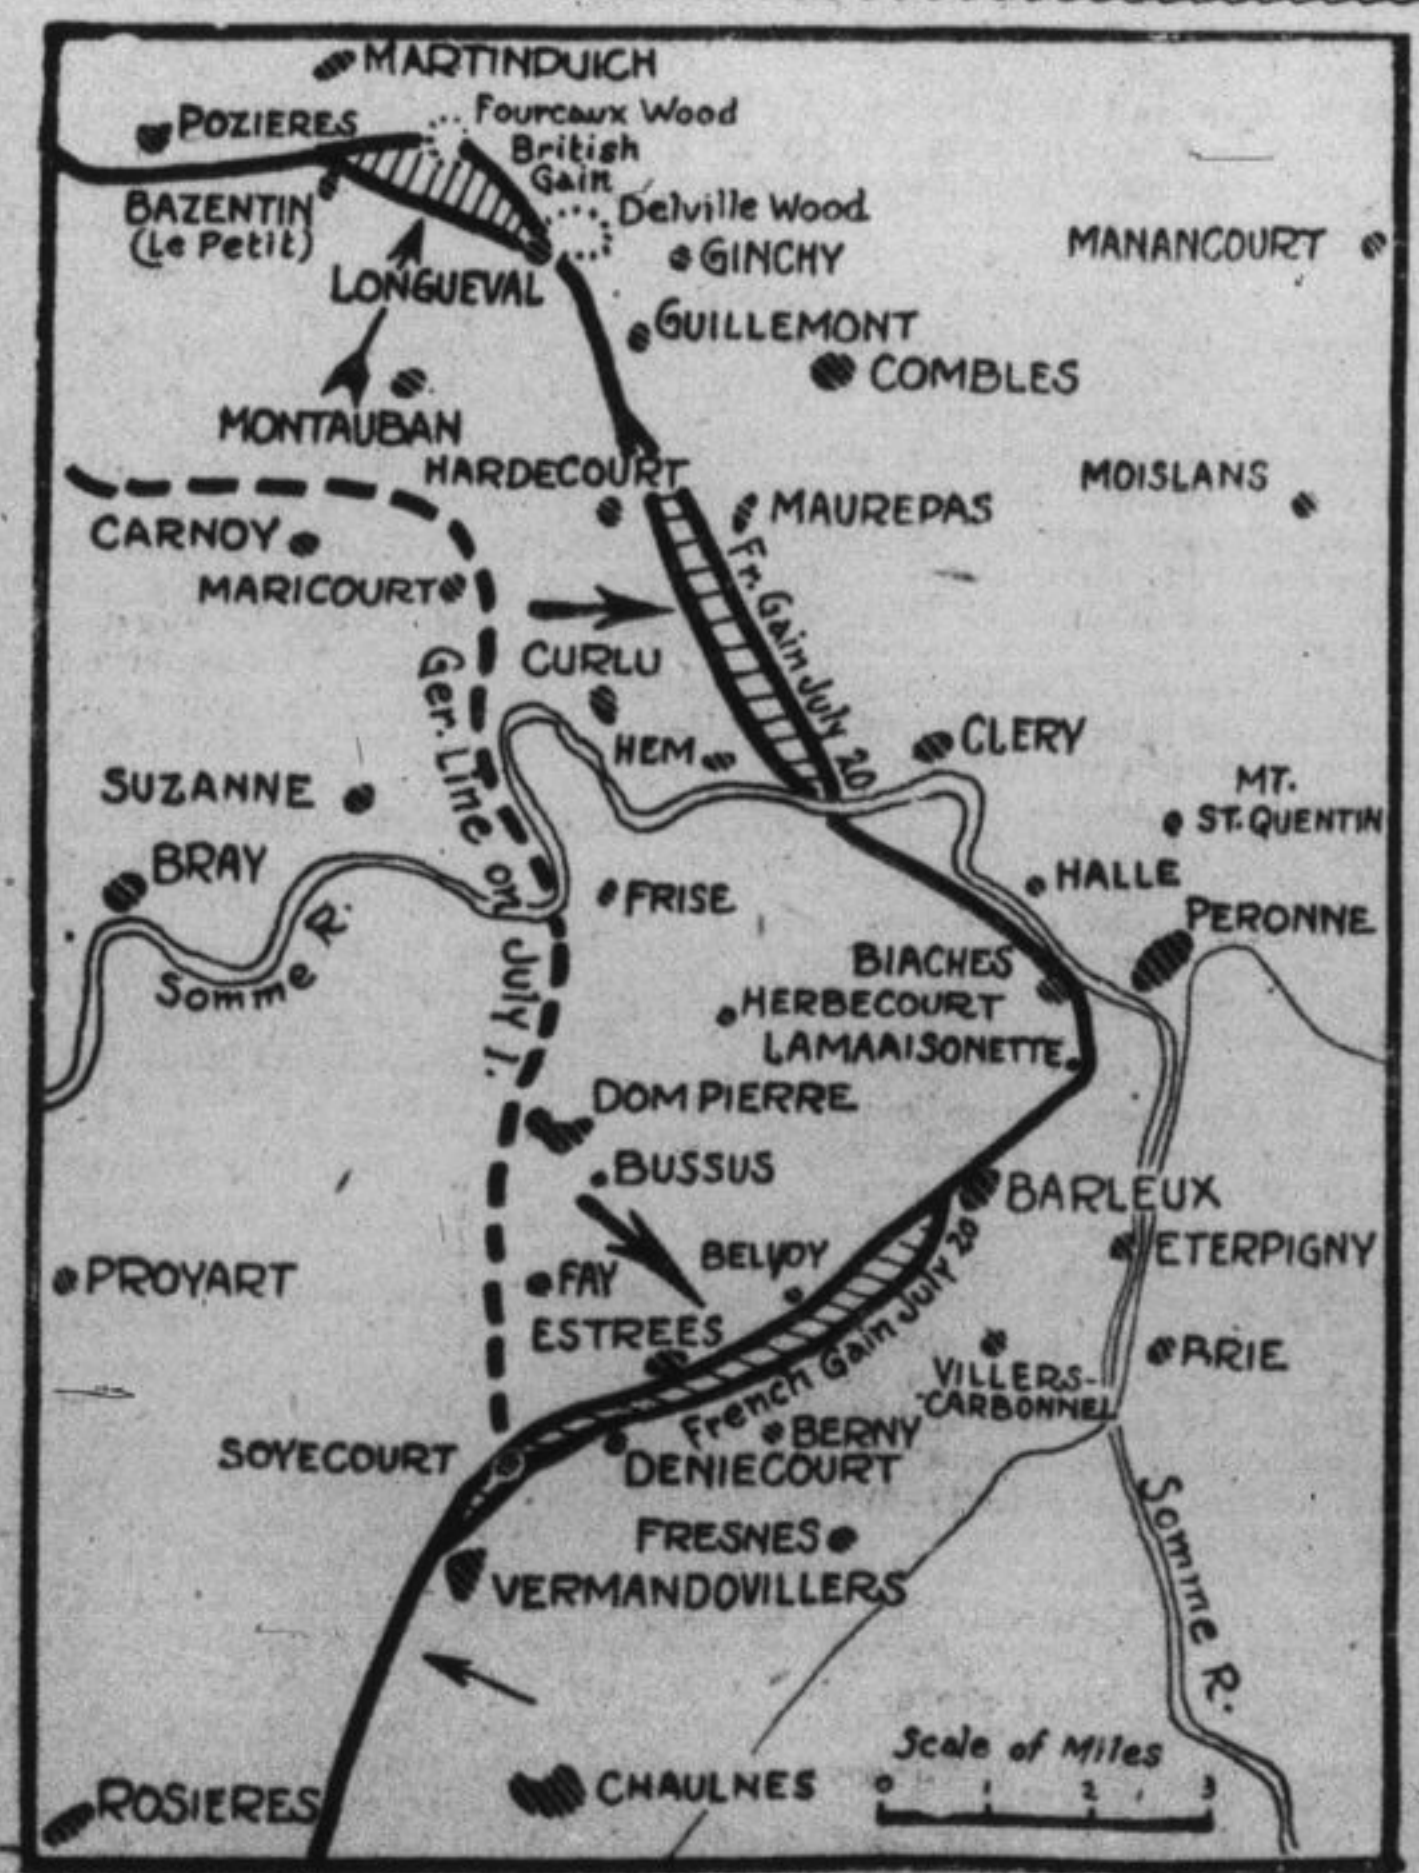 MARTINPUICH
Fourcaux Wood
POZIERES
British
Gain
BAZENTIN
(Le Petit)
Delville Wood
GINCHY
MANANCOURT
LONGUEVAL
GUILLEMONT
COMBLES
MONTAUBAN
HARDECOURT
MOISLANS
MAUREPAS
CARNOY
MARICOURT
Fr. Gain July 20
CURLU
Ger. Line on July 1.
HEM
CLERY
SUZANNE
MT.
ST. QUENTIN
BRAY
HALLE
FRISE
PERONNE
Somme R.
BIACHES
HERBECOURT
LAMAAISONETTE
DOMPIERRE
BUSSUS
BARLEUX
BELVOY
ETERPIGNY
PROYART
FAY
ESTREES
French Gain July 20
VILLERS-
CARBONNEL
BRIE
BERNY
SOYECOURT
DENIECOURT
FRESNES
VERMANDOVILLERS
Somme R.
Scale of Miles
0 1 2 3
CHAULNES
ROSIERES